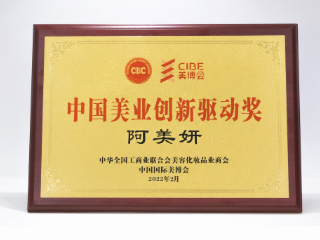 CBC
CIBE
美博会
中国美业创新驱动奖
阿美妍
中华全国工商业联合会美容化妆品业商会
中国国际美博会
2022年2月